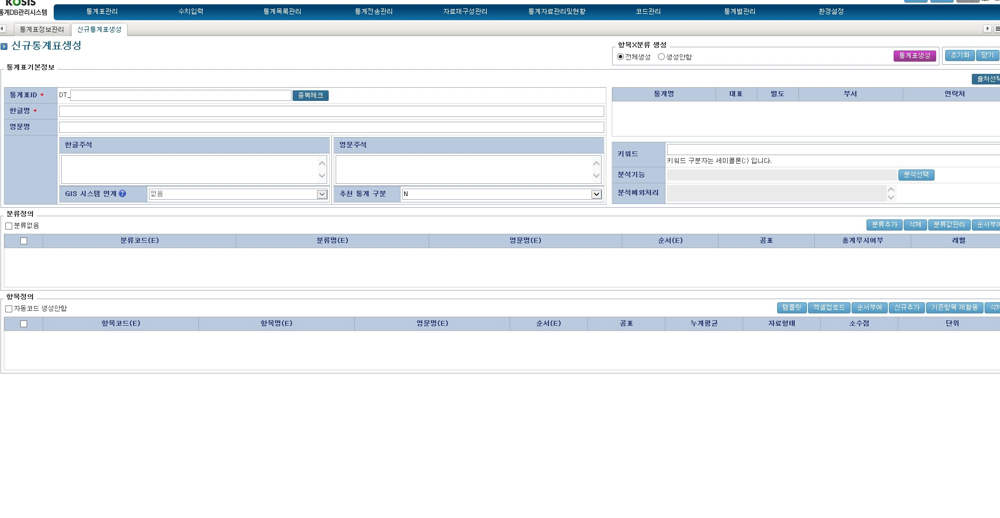 KOSIS
통계DB관리시스템
통계표관리 수치입력 통계목록관리 통계전송관리 자료재구성관리 통계자료관리및현황 코드관리 통계별관리 환경설정
통계표정보관리 신규통계표생성
신규통계표생성
항목X분류 생성
전체생성 생성안함 통계표생성 초기화 닫기
통계표기본정보
출처선택
통계표ID * DT_ 중복체크
한글명 *
영문명
한글주석 영문주석
GIS 시스템 연계 ? 없음 추천 통계 구분 N
통계명 대표 별도 부서 연락처
키워드
키워드 구분자는 세미콜론(;) 입니다.
분석기능 분석선택
분석예외처리
분류정의
분류없음 분류추가 삭제 분류값관리 순서부여
분류코드(E) 분류명(E) 영문명(E) 순서(E) 공표 총계무시여부 레벨
항목정의
자동코드 생성안함 템플릿 엑셀업로드 순서부여 신규추가 기존항목 재활용 삭제
항목코드(E) 항목명(E) 영문명(E) 순서(E) 공표 누계평균 자료형태 소수점 단위